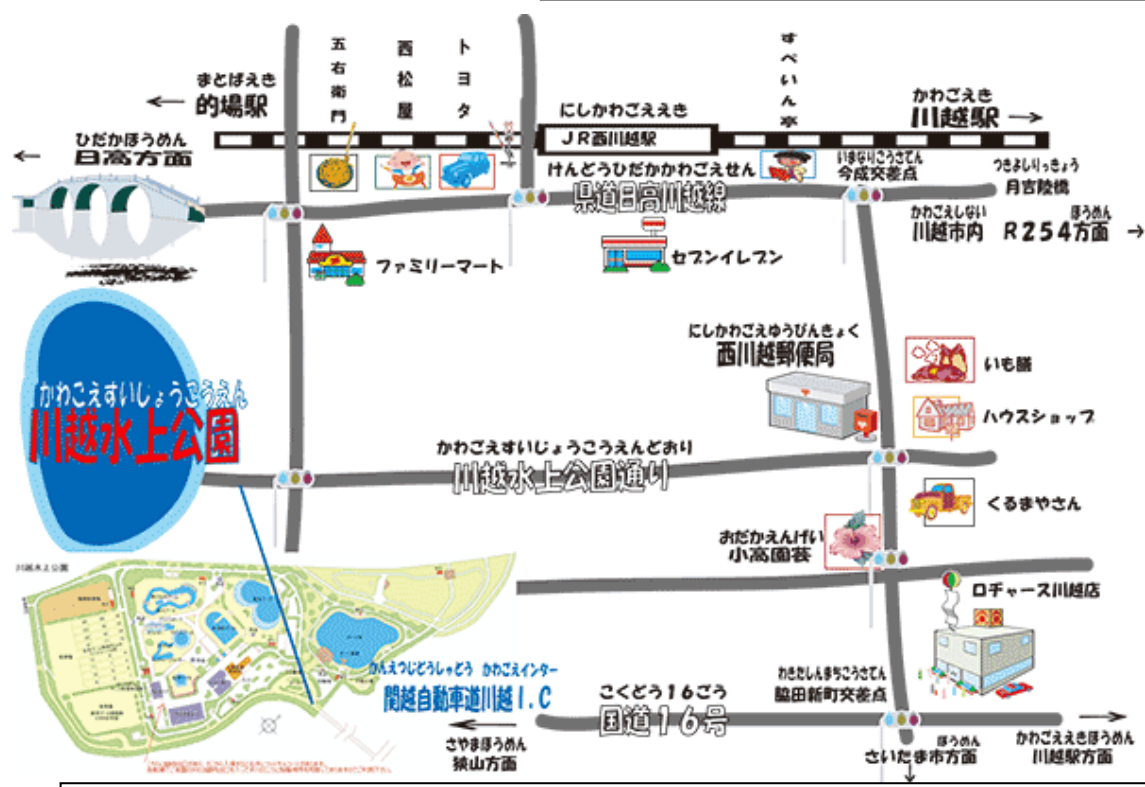 五右衛門
西松屋
トヨタ
すぺいん亭
まとばえき
的場駅
にしかわごええき
JR西川越駅
かわごえき
川越駅
ひだかほうめん
日高方面
けんどうひだかかわごえせん
県道日高川越線
いまなりこうさてん
今成交差点
つきよしりっきょう
月吉陸橋
かわごえしない
川越市内
ほうめん
R254方面
ファミリーマート
セブンイレブン
にしかわごえゆうびんきょく
西川越郵便局
いも膳
ハウスショップ
かわごえすいじょうこうえん
川越水上公園
かわごえすいじょうこうえんどおり
川越水上公園通り
くるまやさん
おだかえんげい
小高園芸
川越水上公園
ロヂャース川越店
かんえつじどうしゃどう かわごえインター
関越自動車道川越I.C
こくどう16ごう
国道16号
わきたしんまちこうさてん
脇田新町交差点
さやまほうめん
狭山方面
ほうめん
さいたま市方面
かわごええきほうめん
川越駅方面